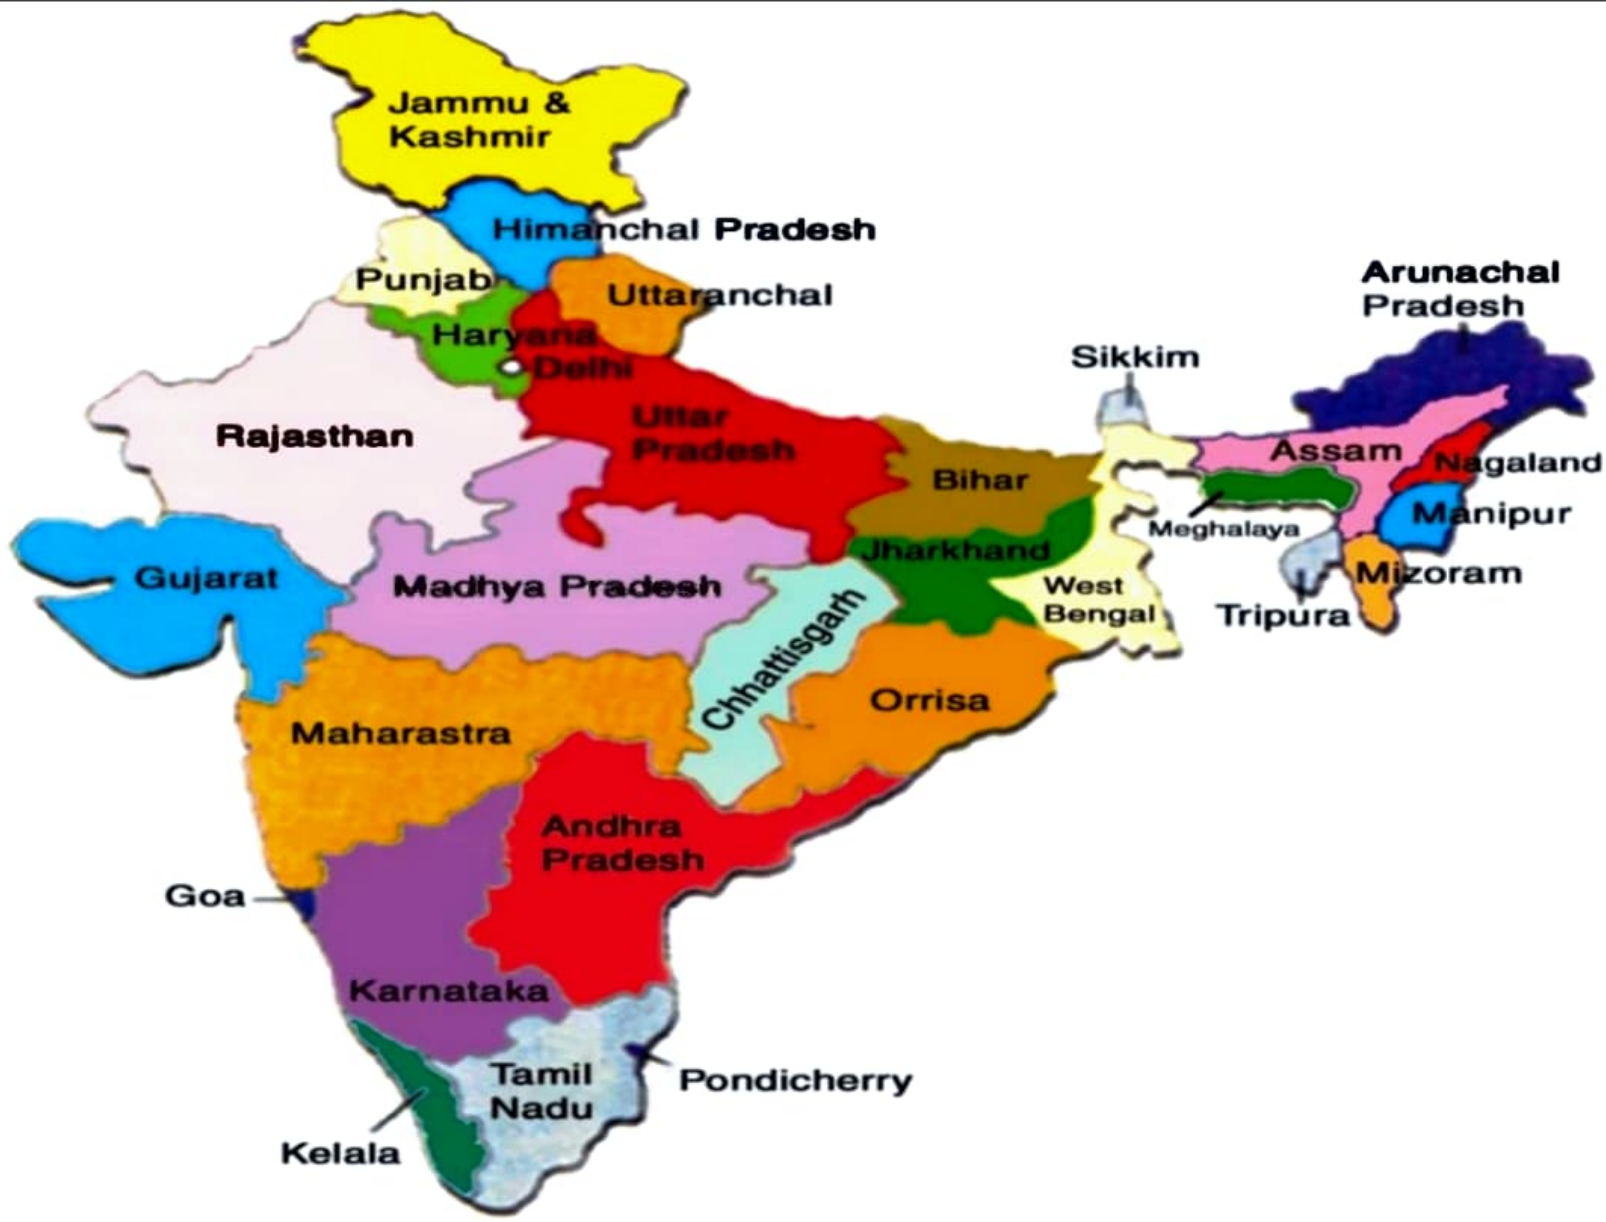 Jammu &
Kashmir
Himanchal Pradesh
Punjab
Uttaranchal
Haryana
Delhi
Arunachal
Pradesh
Sikkim
Uttar
Pradesh
Rajasthan
Bihar
Assam
Nagaland
Meghalaya
Manipur
Jharkhand
Gujarat
Madhya Pradesh
West
Bengal
Mizoram
Tripura
Chhattisgarh
Orrisa
Maharastra
Andhra
Pradesh
Goa
Karnataka
Tamil
Nadu
Pondicherry
Kelala